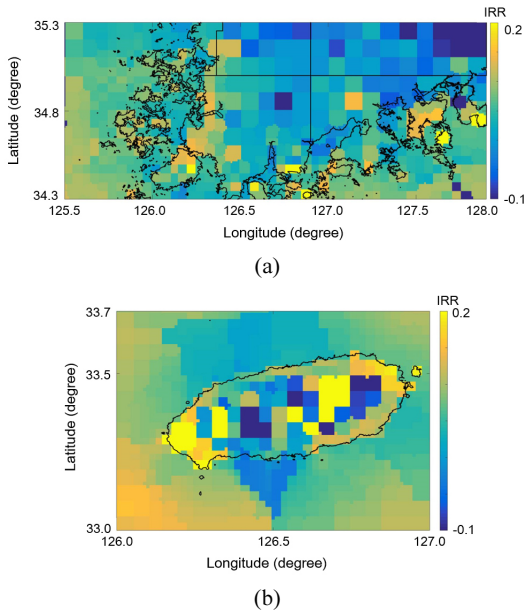 IRR
35.3
0.2
Latitude (degree)
34.8
34.3
-0.1
125.5
126.0
126.5
127.0
127.5
128.0
Longitude (degree)
(a)
IRR
33.7
0.2
33.5
Latitude (degree)
33.0
-0.1
126.0
126.5
127.0
Longitude (degree)
(b)